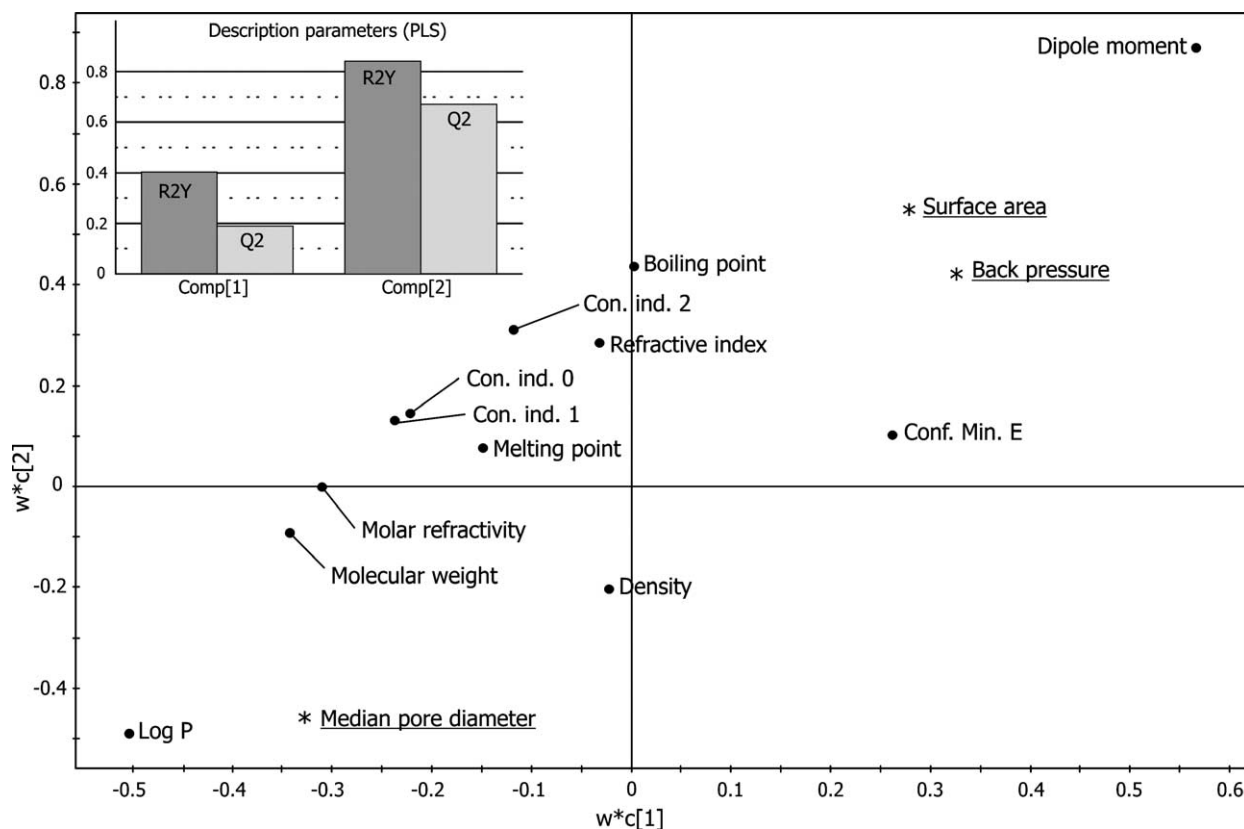 Description parameters (PLS)
0.8
0.6
0.4
0.2
0
R2Y
Q2
R2Y
Q2
Comp[1]
Comp[2]
Dipole moment
* Surface area
* Back pressure
Boiling point
Con. ind. 2
Refractive index
Con. ind. 0
Con. ind. 1
Melting point
Conf. Min. E
Molar refractivity
Molecular weight
Density
Log P
* Median pore diameter
w*c[2]
0.8
0.6
0.4
0.2
0
-0.2
-0.4
-0.5 -0.4 -0.3 -0.2 -0.1 0 0.1 0.2 0.3 0.4 0.5 0.6
w*c[1]